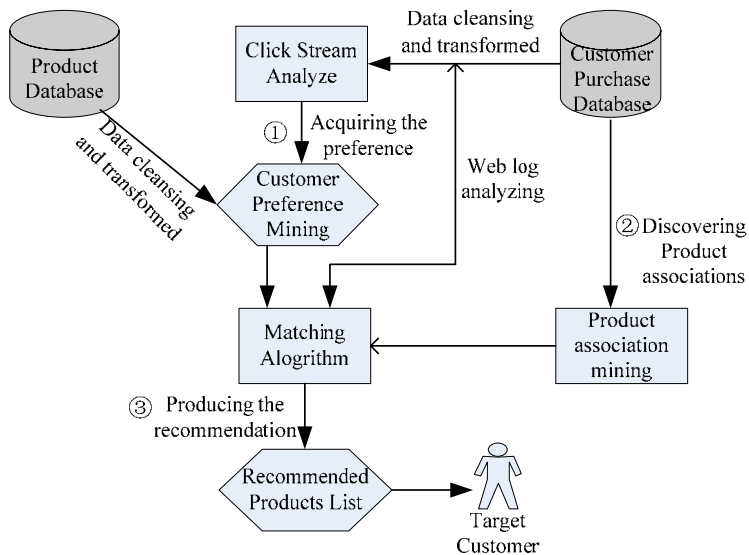 Product
Database
Click Stream
Analyze
Data cleansing
and transformed
Customer
Purchase
Database
① Acquiring the
preference
Data cleansing
and transformed
Customer
Preference
Mining
Web log
analyzing
② Discovering
Product
associations
Matching
Alogrithm
Product
association
mining
③ Producing the
recommendation
Recommended
Products List
Target
Customer